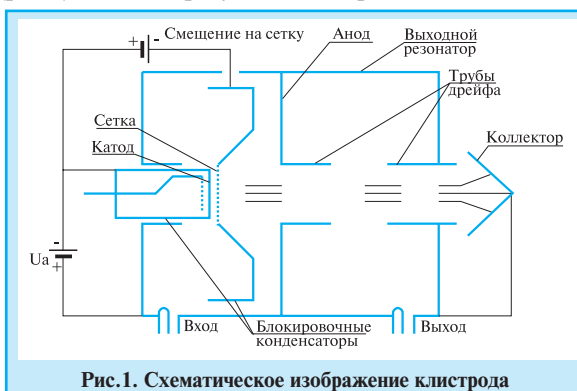 + -
Смещение на сетку
Анод
Выходной
резонатор
Трубы
дрейфа
Сетка
Катод
Коллектор
-
Ua
+
Вход
Блокировочные
конденсаторы
Выход
Рис.1. Схематическое изображение клистрода